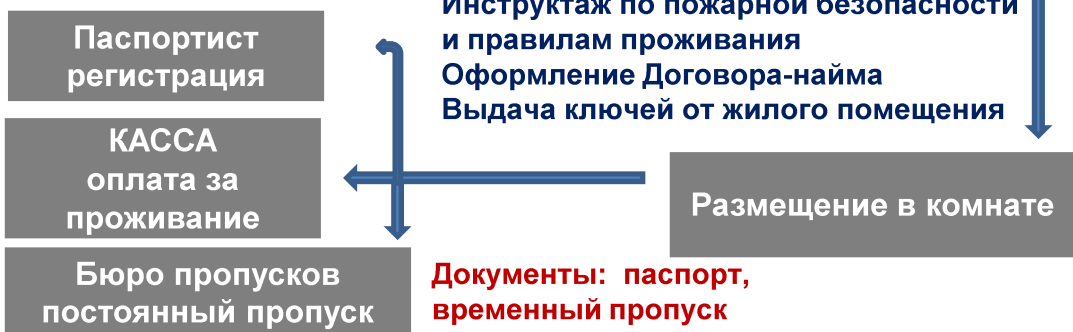 Инструктаж по пожарной безопасности
и правилам проживания
Оформление Договора-найма
Выдача ключей от жилого помещения
Паспортист
регистрация
КАССА
оплата за
проживание
Размещение в комнате
Бюро пропусков
постоянный пропуск
Документы: паспорт,
временный пропуск